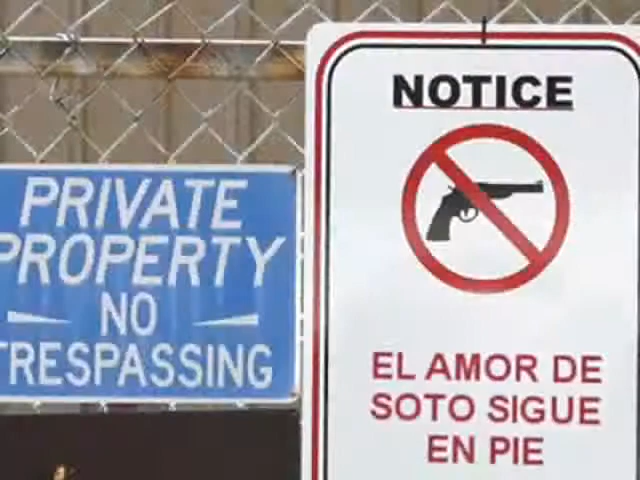 PRIVATE
PROPERTY
NO
TRESPASSING
NOTICE
EL AMOR DE
SOTO SIGUE
EN PIE